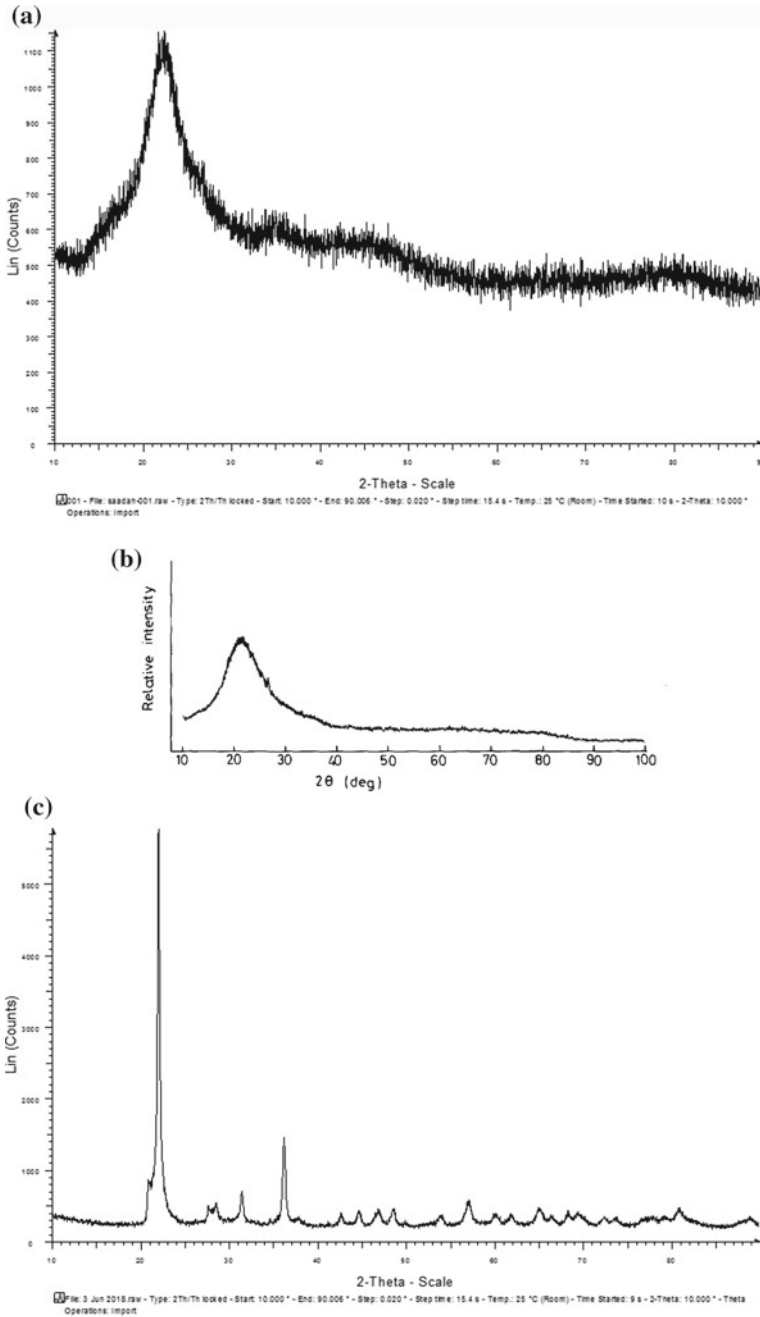 (a)
Lin (Counts)
1100
1000
900
800
700
600
500
400
300
200
100
0
10 20 30 40 50 60 70 80
2-Theta - Scale
001 - File: saadah-001.raw - Type: 2Th/Th locked - Start: 10.000 ° - End: 90.006 ° - Step: 0.020 ° - Step time: 15.4 s - Temp.: 25 °C (Room) - Time Started: 10 s - 2-Theta: 10.000 °
Operations: Import
(b)
Relative intensity
10 20 30 40 50 60 70 80 90 100
2θ (deg)
(c)
Lin (Counts)
5000
4000
3000
2000
1000
0
10 20 30 40 50 60 70 80
2-Theta - Scale
File: 3 Jun 2018.raw - Type: 2Th/Th locked - Start: 10.000 ° - End: 90.006 ° - Step: 0.020 ° - Step time: 15.4 s - Temp.: 25 °C (Room) - Time Started: 9 s - 2-Theta: 10.000 ° - Theta
Operations: Import